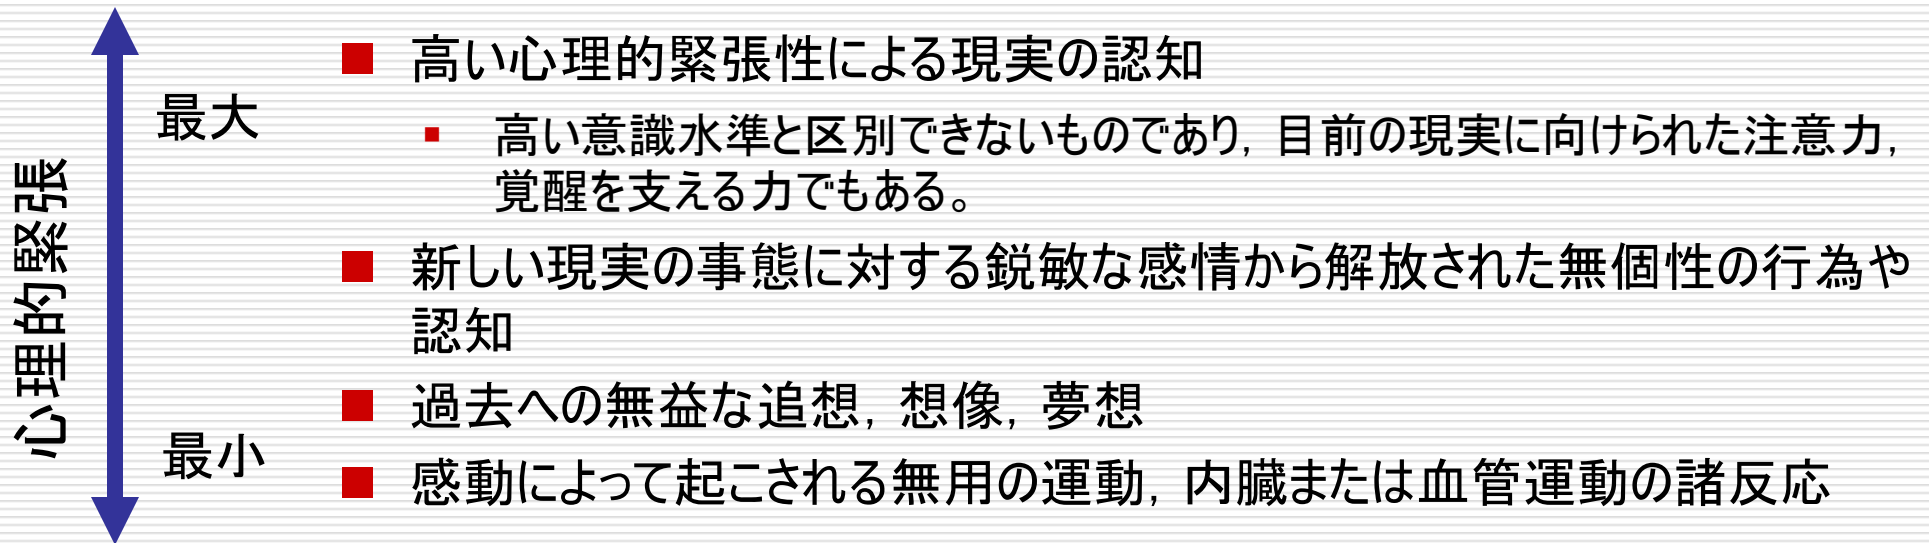 心理的緊張
最大
最小
高い心理的緊張性による現実の認知
高い意識水準と区別できないものであり，目前の現実に向けられた注意力，
覚醒を支える力でもある。
新しい現実の事態に対する鋭敏な感情から解放された無個性の行為や
認知
過去への無益な追想，想像，夢想
感動によって起こされる無用の運動，内臓または血管運動の諸反応